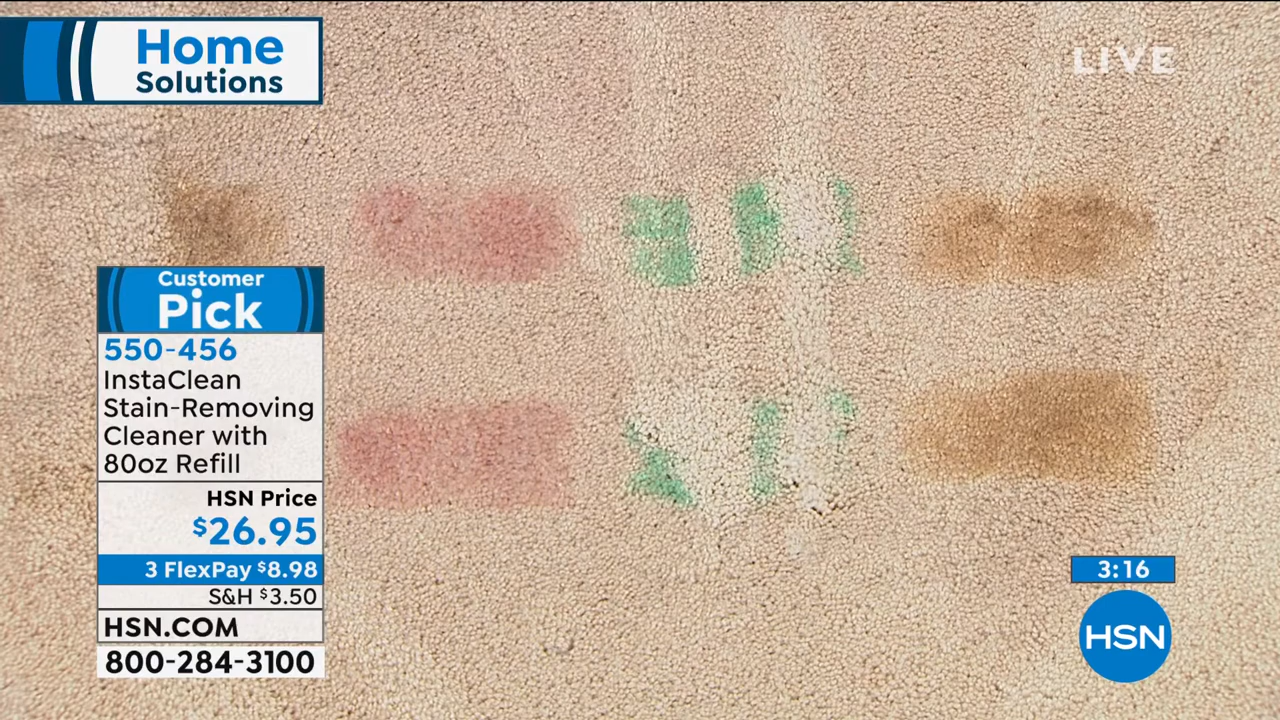 Home
Solutions
LIVE
Customer
Pick
550-456
InstaClean
Stain-Removing
Cleaner with
80oz Refill
HSN Price
$26.95
3 FlexPay $8.98
S&H $3.50
HSN.COM
800-284-3100
3:16
HSN